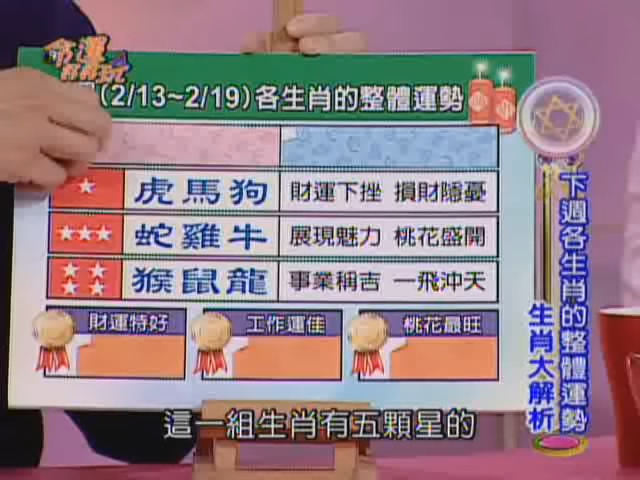 命運好好玩
(2/13~2/19)各生肖的整體運勢
虎馬狗 財運下挫 損財隱憂
蛇雞牛 展現魅力 桃花盛開
猴鼠龍 事業稱吉 一飛沖天
財運特好 工作運佳 桃花最旺
下週各生肖的整體運勢
生肖大解析
這一組生肖有五顆星的